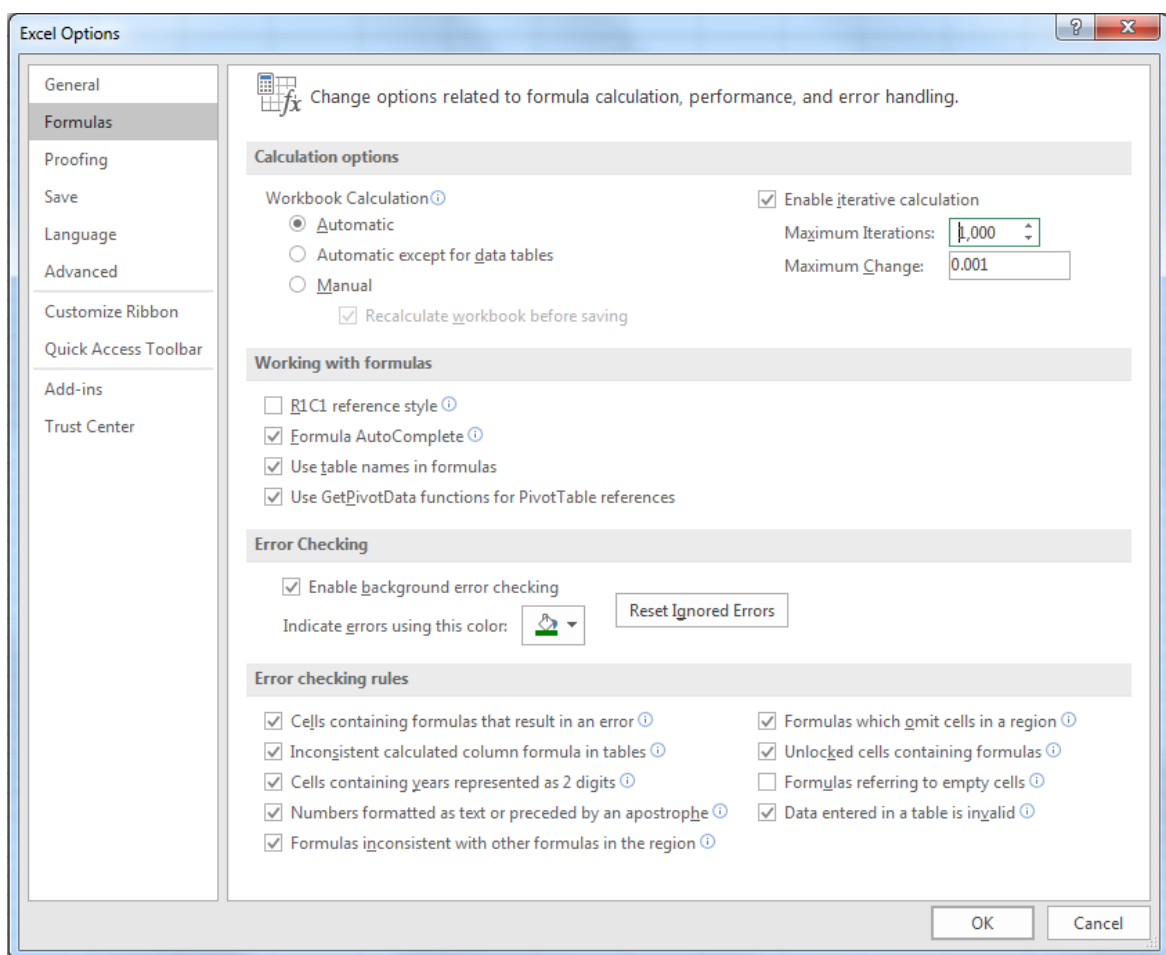 Excel Options
General
Formulas
Proofing
Save
Language
Advanced
Customize Ribbon
Quick Access Toolbar
Add-ins
Trust Center
Change options related to formula calculation, performance, and error handling.
Calculation options
Workbook Calculation
Automatic
Automatic except for data tables
Manual
Recalculate workbook before saving
Enable iterative calculation
Maximum Iterations: 1,000
Maximum Change: 0.001
Working with formulas
R1C1 reference style
Formula AutoComplete
Use table names in formulas
Use GetPivotData functions for PivotTable references
Error Checking
Enable background error checking
Indicate errors using this color:
Reset Ignored Errors
Error checking rules
Cells containing formulas that result in an error
Inconsistent calculated column formula in tables
Cells containing years represented as 2 digits
Numbers formatted as text or preceded by an apostrophe
Formulas inconsistent with other formulas in the region
Formulas which omit cells in a region
Unlocked cells containing formulas
Formulas referring to empty cells
Data entered in a table is invalid
OK
Cancel